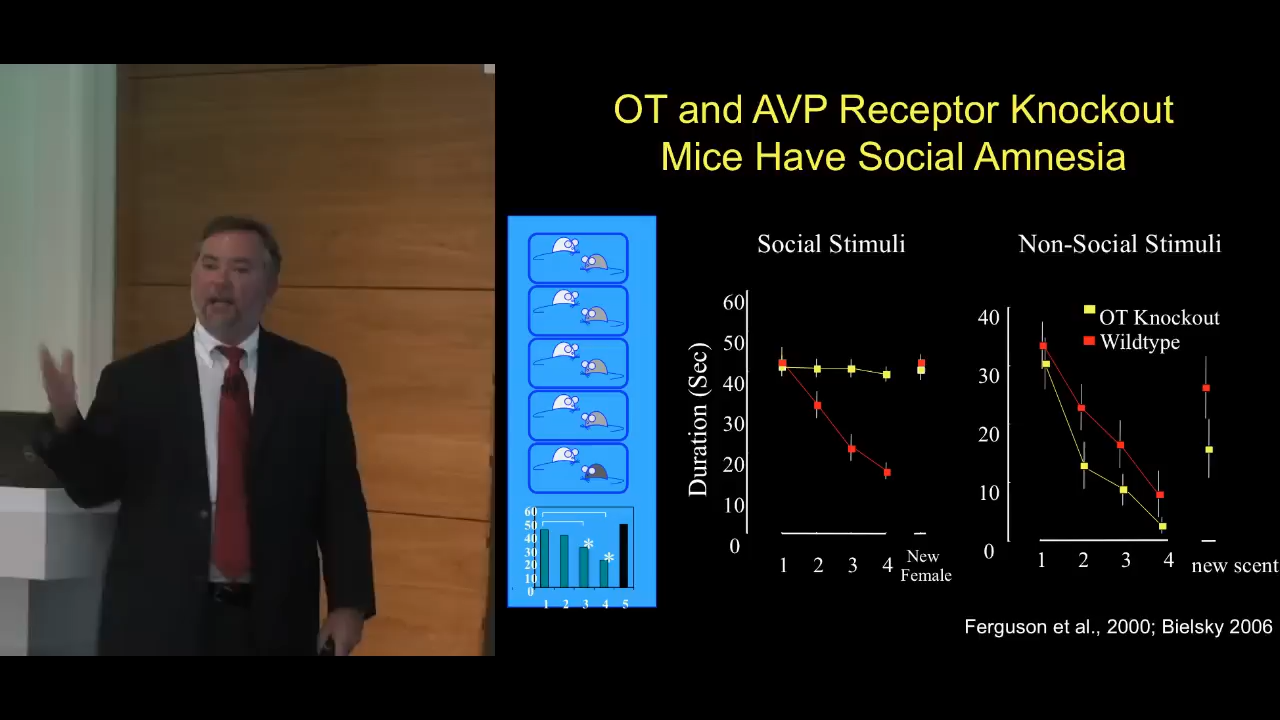 OT and AVP Receptor Knockout
Mice Have Social Amnesia
60
50
40
30
20
10
0
1 2 3 4 5
*
*
Social Stimuli
Duration (Sec)
60
50
40
30
20
10
0
1 2 3 4 New
Female
Non-Social Stimuli
OT Knockout
Wildtype
40
30
20
10
0
1 2 3 4 new scent
Ferguson et al., 2000; Bielsky 2006